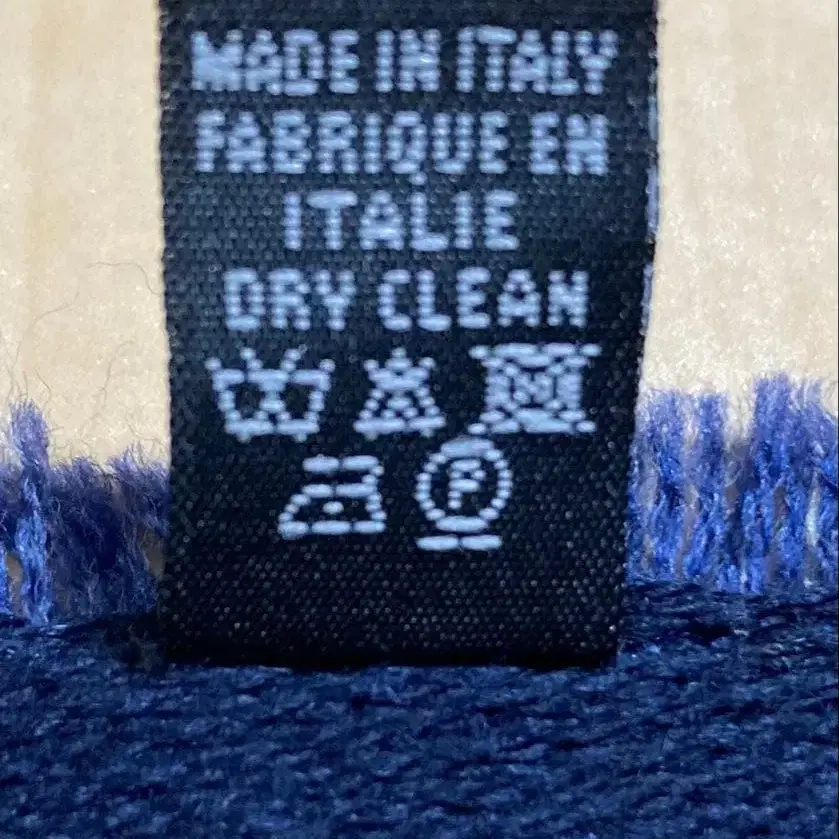 MADE IN ITALY
FABRIQUE EN
ITALIE
DRY CLEAN
P